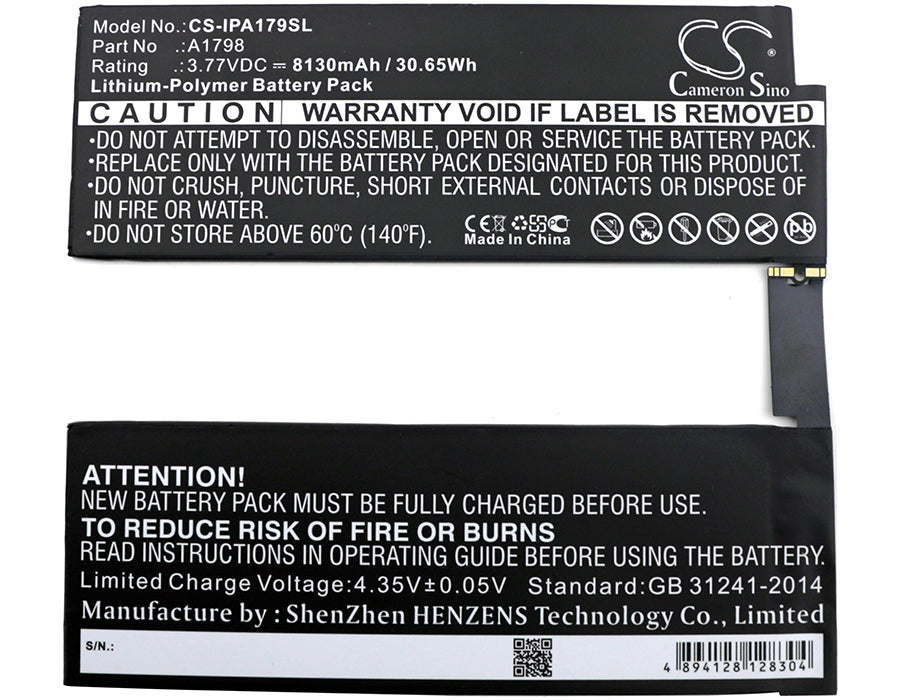 Model No.:CS-IPA179SL
Part No .:A1798
Rating .:3.77VDC ⎓ 8130mAh / 30.65Wh
Lithium-Polymer Battery Pack
CS ®
Cameron Sino
CAUTION WARRANTY VOID IF LABEL IS REMOVED
•DO NOT ATTEMPT TO DISASSEMBLE, OPEN OR SERVICE THE BATTERY PACK.
•REPLACE ONLY WITH THE BATTERY PACK DESIGNATED FOR THIS PRODUCT.
•DO NOT CRUSH, PUNCTURE, SHORT EXTERNAL CONTACTS OR DISPOSE OF
IN FIRE OR WATER.
•DO NOT STORE ABOVE 60°C (140°F).
CE
Made In China
Pb
ATTENTION!
NEW BATTERY PACK MUST BE FULLY CHARGED BEFORE USE.
TO REDUCE RISK OF FIRE OR BURNS
READ INSTRUCTIONS IN OPERATING GUIDE BEFORE USING THE BATTERY.
Limited Charge Voltage:4.35V±0.05V Standard:GB 31241-2014
Manufacture by : ShenZhen HENZENS Technology Co., Limited
S/N.:
4 894128 128304